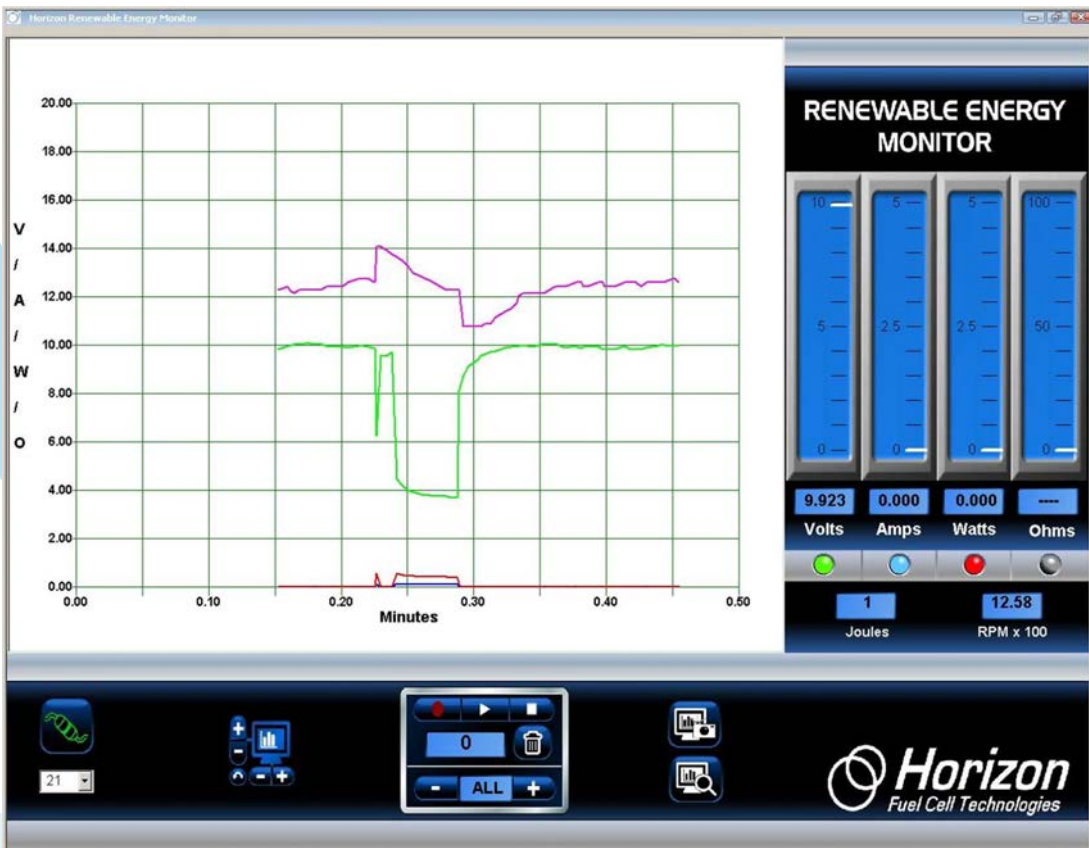 Horizon Renewable Energy Monitor
RENEWABLE ENERGY
MONITOR
20.00
18.00
16.00
14.00
12.00
10.00
8.00
6.00
4.00
2.00
0.00
V
/
A
/
W
/
O
0.00 0.10 0.20 0.30 0.40 0.50
Minutes
10 5 5 100
5 2.5 2.5 50
0 0 0 0
9.923 0.000 0.000 ----
Volts Amps Watts Ohms
1 12.58
Joules RPM x 100
21
+
-
- +
0
- ALL +
Horizon
Fuel Cell Technologies